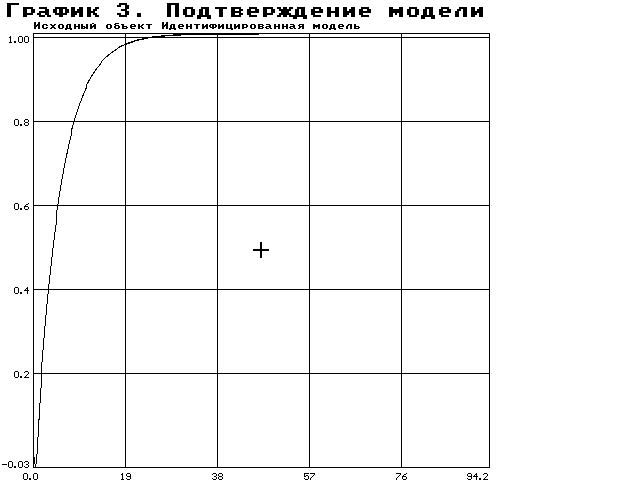 График 3. Подтверждение модели
Исходный объект Идентифицированная модель
1.00
0.8
0.6
0.4
0.2
-0.03
0.0 19 38 57 76 94.2